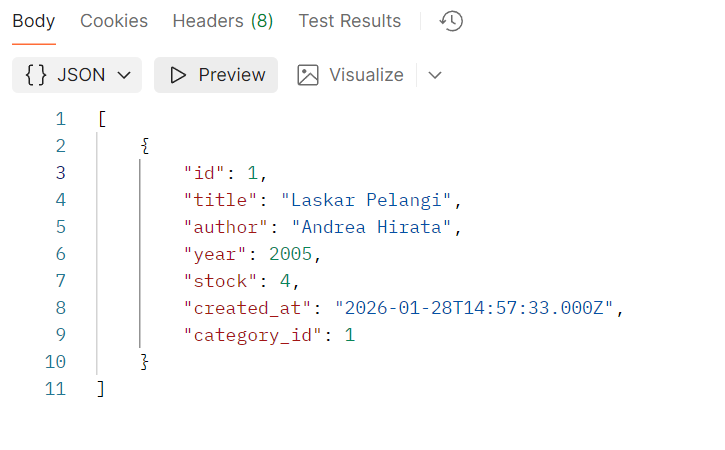 Body Cookies Headers (8) Test Results
{} JSON Preview Visualize
1 [
2 {
3 "id": 1,
4 "title": "Laskar Pelangi",
5 "author": "Andrea Hirata",
6 "year": 2005,
7 "stock": 4,
8 "created_at": "2026-01-28T14:57:33.000Z",
9 "category_id": 1
10 }
11 ]